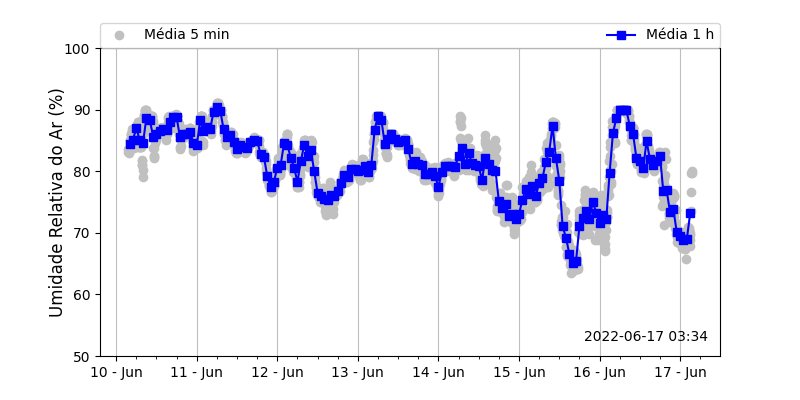 Média 5 min
Média 1 h
Umidade Relativa do Ar (%)
100
90
80
70
60
50
2022-06-17 03:34
10 - Jun
11 - Jun
12 - Jun
13 - Jun
14 - Jun
15 - Jun
16 - Jun
17 - Jun